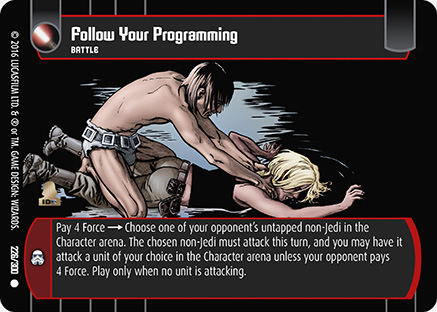 Follow Your Programming
BATTLE
Pay 4 Force → Choose one of your opponent's untapped non-Jedi in
the Character arena. The chosen non-Jedi must attack this turn, and you may have it
attack a unit of your choice in the Character arena unless your opponent pays
4 Force. Play only when no unit is attacking.
© 2016 LUCASFILM LTD. & ® or TM. GAME DESIGN: WIZARDS.
226/300